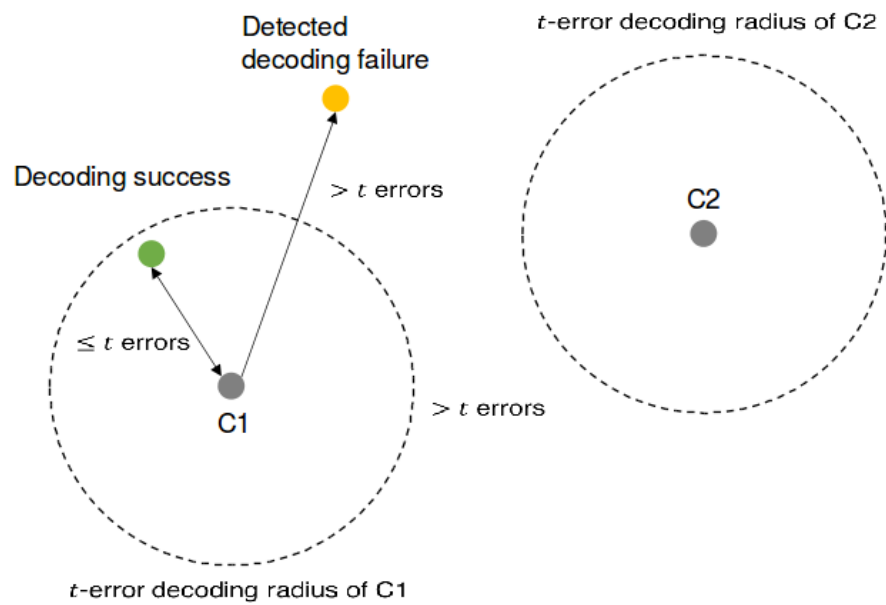 Detected
decoding failure
t-error decoding radius of C2
Decoding success
> t errors
C2
≤ t errors
C1
> t errors
t-error decoding radius of C1